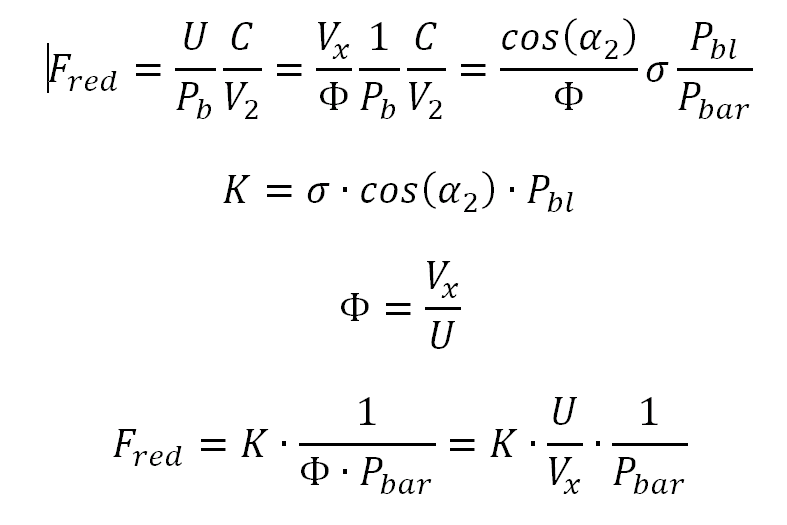 F_red = U/P_b C/V_2 = V_x/Φ 1/P_b C/V_2 = cos(α_2)/Φ σ P_bl/P_bar
K = σ · cos(α_2) · P_bl
Φ = V_x/U
F_red = K · 1/(Φ · P_bar) = K · U/V_x · 1/P_bar